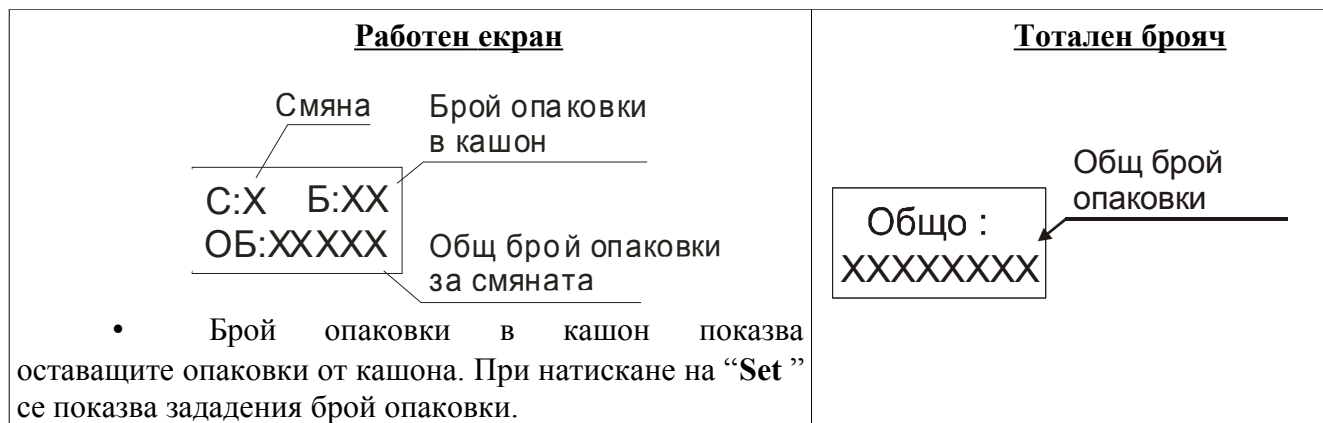 Работен екран
Смяна
Брой опаковки
в кашон
С:X Б:XX
ОБ:XXXXX
Общ брой опаковки
за смяната
• Брой опаковки в кашон показва
оставащите опаковки от кашона. При натискане на “Set ”
се показва зададения брой опаковки.
Тотален брояч
Общ брой
опаковки
Общо :
XXXXXXXX